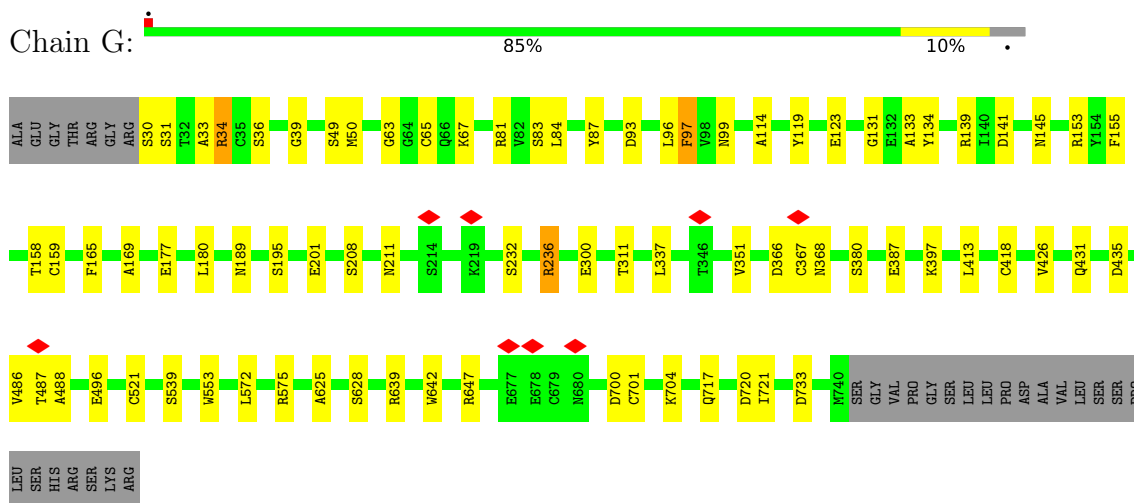 Chain G:
85%
10%
ALA GLU GLY THR ARG GLY ARG S30 S31 T32 A33 R34 C35 S36 G39 S49 M50 G63 G64 C65 Q66 K67 R81 V82 S83 L84 Y87 D93 L96 F97 V98 N99 A114 Y119 E123 G131 E132 A133 Y134 R139 I140 D141 N145 R153 Y154 F155
T158 C159 F165 A169 E177 L180 N189 S195 E201 S208 N211 S214 K219 S232 R236 E300 T311 L337 T346 V351 D366 C367 N368 S380 E387 K397 L413 C418 V426 Q431 D435
V486 T487 A488 E496 C521 S539 W553 L572 R575 A625 S628 R639 W642 R647 E677 E678 C679 N680 D700 C701 K704 Q717 D720 I721 D733 M740 SER GLY VAL PRO GLY SER LEU LEU PRO ASP ALA VAL LEU SER SER
LEU SER HIS ARG SER LYS ARG